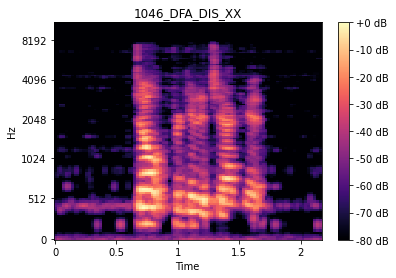 1046_DFA_DIS_XX
+0 dB
8192
-10 dB
4096
-20 dB
-30 dB
2048
Hz
-40 dB
1024
-50 dB
512
-60 dB
-70 dB
0
-80 dB
0
0.5
1
1.5
2
Time